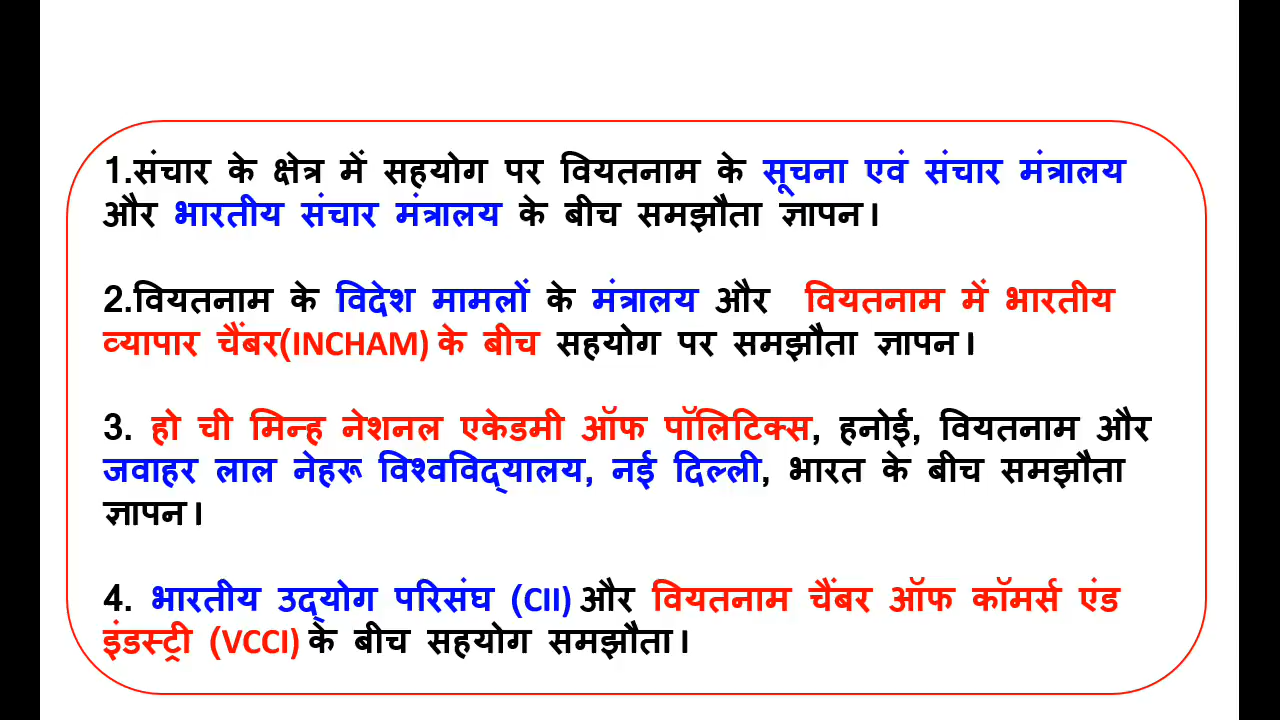 1.संचार के क्षेत्र में सहयोग पर वियतनाम के सूचना एवं संचार मंत्रालय
और भारतीय संचार मंत्रालय के बीच समझौता ज्ञापन।
2.वियतनाम के विदेश मामलों के मंत्रालय और वियतनाम में भारतीय
व्यापार चैंबर(INCHAM) के बीच सहयोग पर समझौता ज्ञापन।
3. हो ची मिन्ह नेशनल एकेडमी ऑफ पॉलिटिक्स, हनोई, वियतनाम और
जवाहर लाल नेहरू विश्वविद्यालय, नई दिल्ली, भारत के बीच समझौता
ज्ञापन।
4. भारतीय उद्योग परिसंघ (CII) और वियतनाम चैंबर ऑफ कॉमर्स एंड
इंडस्ट्री (VCCI) के बीच सहयोग समझौता।